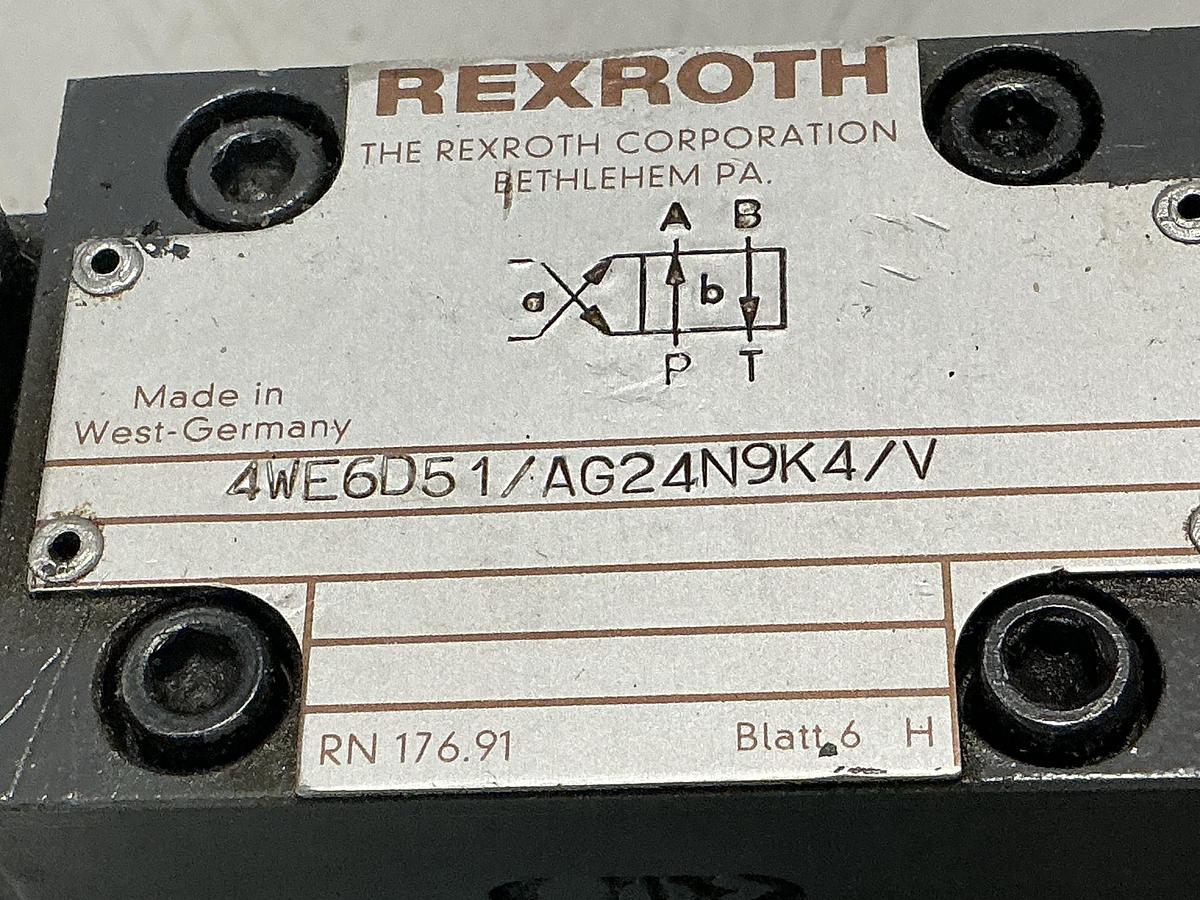 REXROTH
THE REXROTH CORPORATION
BETHLEHEM PA.
A B
a b
P T
Made in
West-Germany
4WE6D51/AG24N9K4/V
RN 176.91 Blatt 6 H